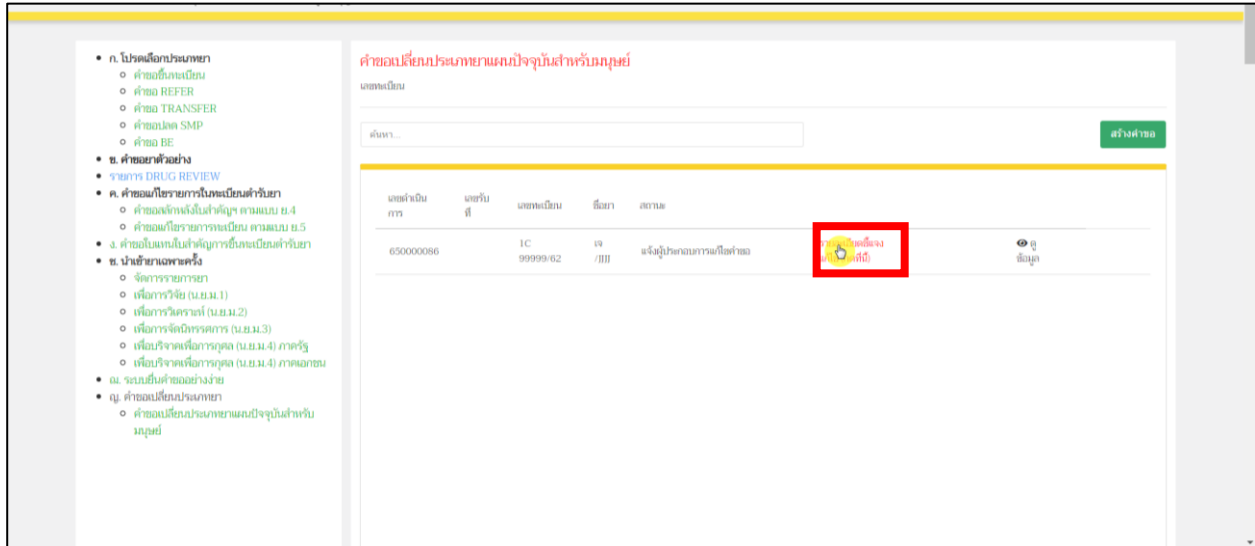 ก. โปรดเลือกประเภทยา
คำขอขึ้นทะเบียน
คำขอ REFER
คำขอ TRANSFER
คำขอปลด SMP
คำขอ BE
ข. คำขอยาตัวอย่าง
รายการ DRUG REVIEW
ค. คำขอแก้ไขรายการในทะเบียนตำรับยา
คำขอสลักหลังใบสำคัญฯ ตามแบบ ย.4
คำขอแก้ไขรายการทะเบียน ตามแบบ ย.5
ง. คำขอใบแทนใบสำคัญการขึ้นทะเบียนตำรับยา
ช. นำเข้ายาเฉพาะครั้ง
จัดการรายการยา
เพื่อการวิจัย (น.ย.ม.1)
เพื่อการวิเคราะห์ (น.ย.ม.2)
เพื่อการจัดนิทรรศการ (น.ย.ม.3)
เพื่อบริจาคเพื่อการกุศล (น.ย.ม.4) ภาครัฐ
เพื่อบริจาคเพื่อการกุศล (น.ย.ม.4) ภาคเอกชน
ฌ. ระบบยื่นคำขออย่างง่าย
ญ. คำขอเปลี่ยนประเภทยา
คำขอเปลี่ยนประเภทยาแผนปัจจุบันสำหรับ
มนุษย์
คำขอเปลี่ยนประเภทยาแผนปัจจุบันสำหรับมนุษย์
เลขทะเบียน
ค้นหา...
สร้างคำขอ
เลขดำเนิน
การ
เลขรับ
ที่
เลขทะเบียน
ชื่อยา
สถานะ
650000086
1C
99999/62
เจ
/JJJJ
แจ้งผู้ประกอบการแก้ไขคำขอ
ดู
ข้อมูล